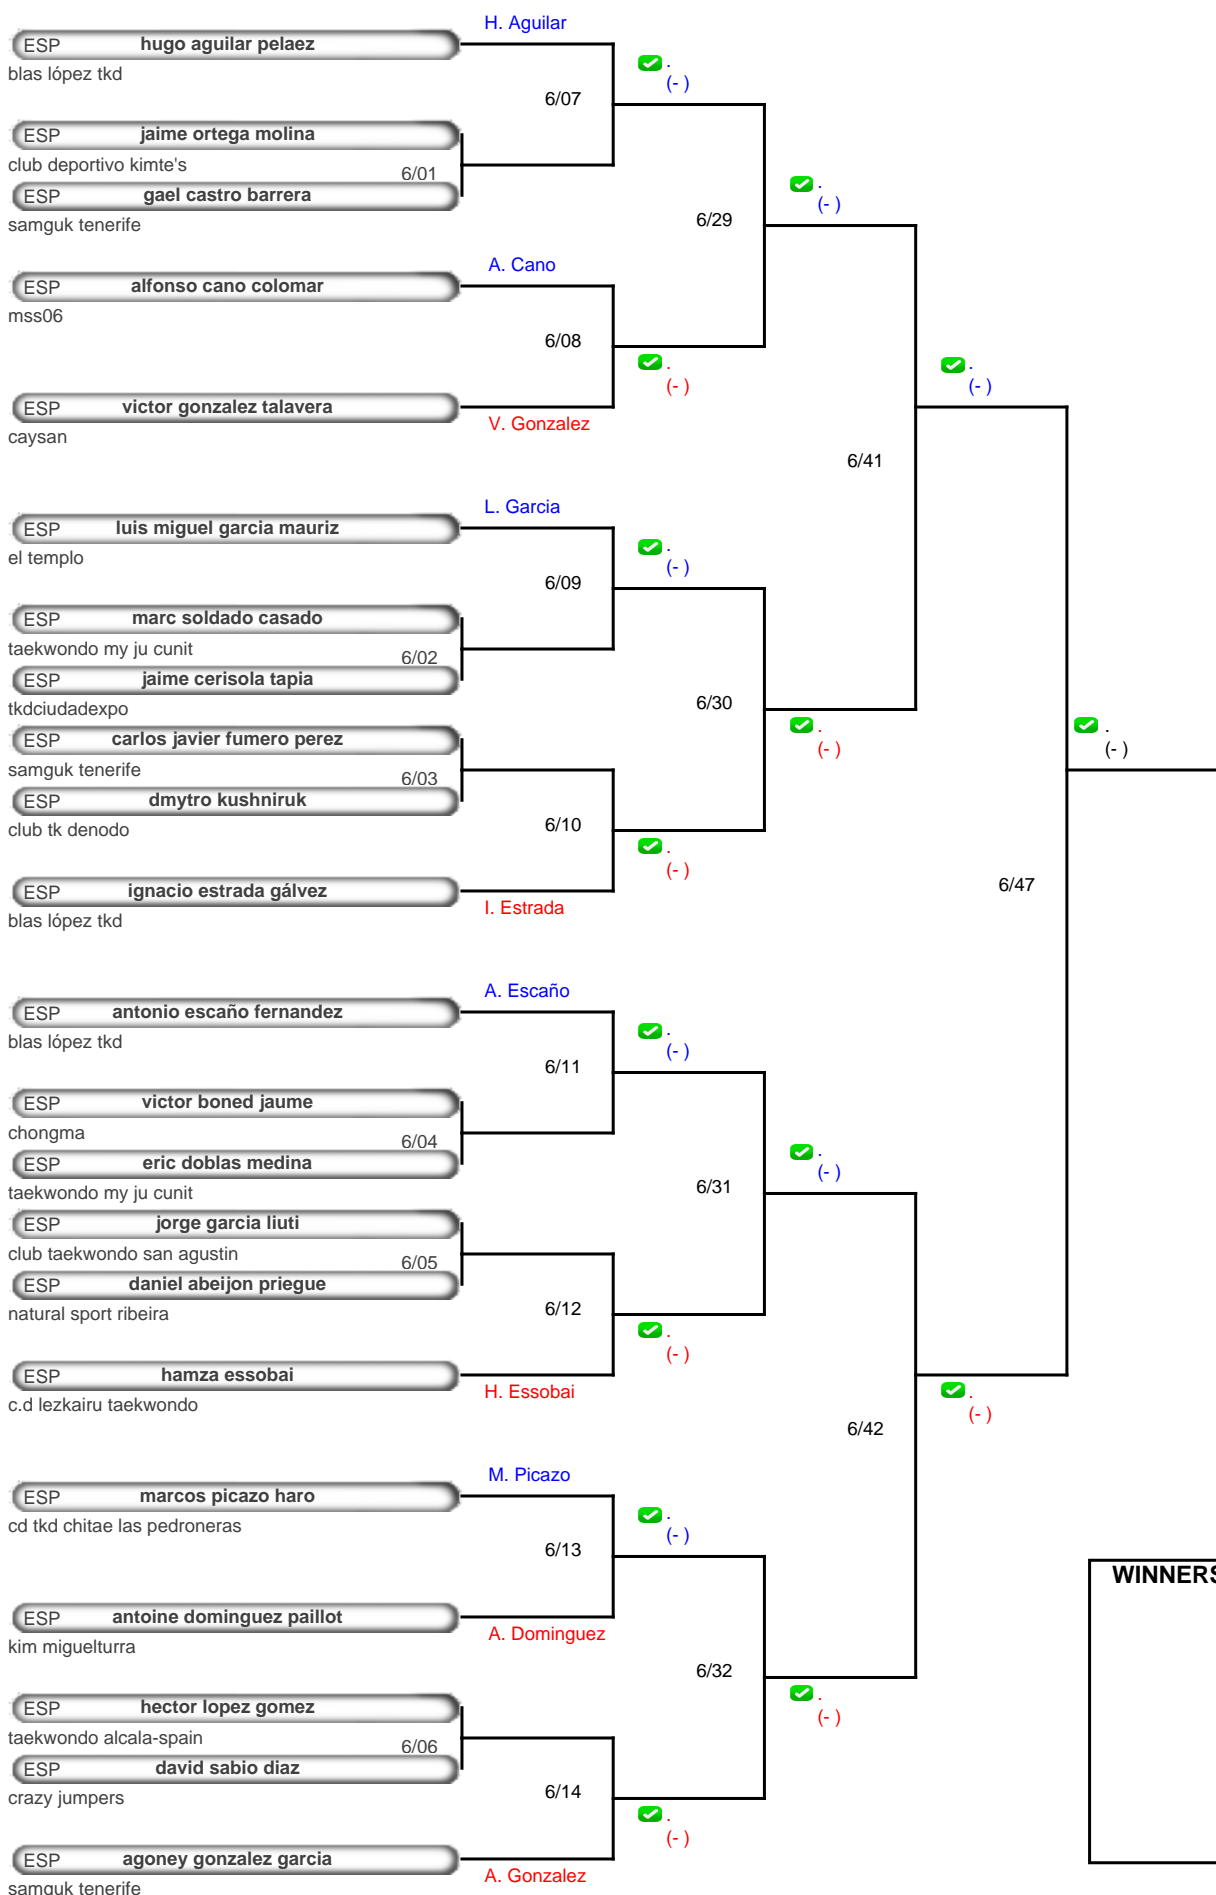 H. Aguilar
ESP hugo aguilar pelaez
blas lópez tkd
.
(- )
6/07
ESP jaime ortega molina
club deportivo kimte's
6/01
ESP gael castro barrera
samguk tenerife
.
(- )
6/29
A. Cano
ESP alfonso cano colomar
mss06
6/08
.
(- )
.
(- )
ESP victor gonzalez talavera
V. Gonzalez
caysan
6/41
L. Garcia
ESP luis miguel garcia mauriz
el templo
.
(- )
6/09
ESP marc soldado casado
taekwondo my ju cunit
6/02
ESP jaime cerisola tapia
tkdciudadexpo
6/30
.
(- )
.
(- )
ESP carlos javier fumero perez
samguk tenerife
6/03
ESP dmytro kushniruk
club tk denodo
6/10
.
(- )
6/47
ESP ignacio estrada gálvez
I. Estrada
blas lópez tkd
A. Escaño
ESP antonio escaño fernandez
blas lópez tkd
.
(- )
6/11
ESP victor boned jaume
chongma
6/04
ESP eric doblas medina
taekwondo my ju cunit
.
(- )
6/31
ESP jorge garcia liuti
club taekwondo san agustin
6/05
ESP daniel abeijon priegue
natural sport ribeira
6/12
.
(- )
ESP hamza essobai
H. Essobai
c.d lezkairu taekwondo
.
(- )
6/42
M. Picazo
ESP marcos picazo haro
cd tkd chitae las pedroneras
.
(- )
6/13
WINNERS
ESP antoine dominguez paillot
A. Dominguez
kim miguelturra
6/32
.
(- )
ESP hector lopez gomez
taekwondo alcala-spain
6/06
ESP david sabio diaz
crazy jumpers
6/14
.
(- )
ESP agoney gonzalez garcia
A. Gonzalez
samguk tenerife